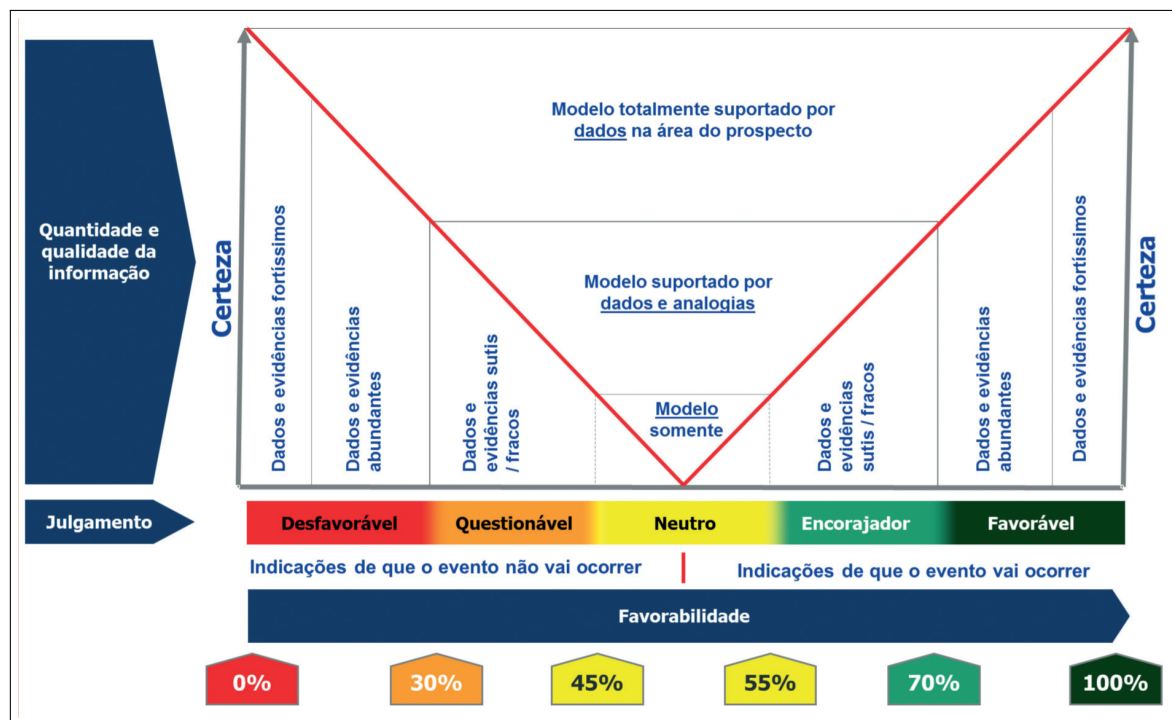 Modelo totalmente suportado por
dados na área do prospecto
Quantidade e
qualidade da
informação
Certeza
Certeza
Modelo suportado por
dados e analogias
Dados e evidências fortíssimos
Dados e evidências
abundantes
Dados e
evidências sutis
/ fracos
Modelo
somente
Dados e
evidências
sutis / fracos
Dados e evidências
abundantes
Dados e evidências fortíssimos
Julgamento
Desfavorável
Questionável
Neutro
Encorajador
Favorável
Indicações de que o evento não vai ocorrer
Indicações de que o evento vai ocorrer
Favorabilidade
0%
30%
45%
55%
70%
100%